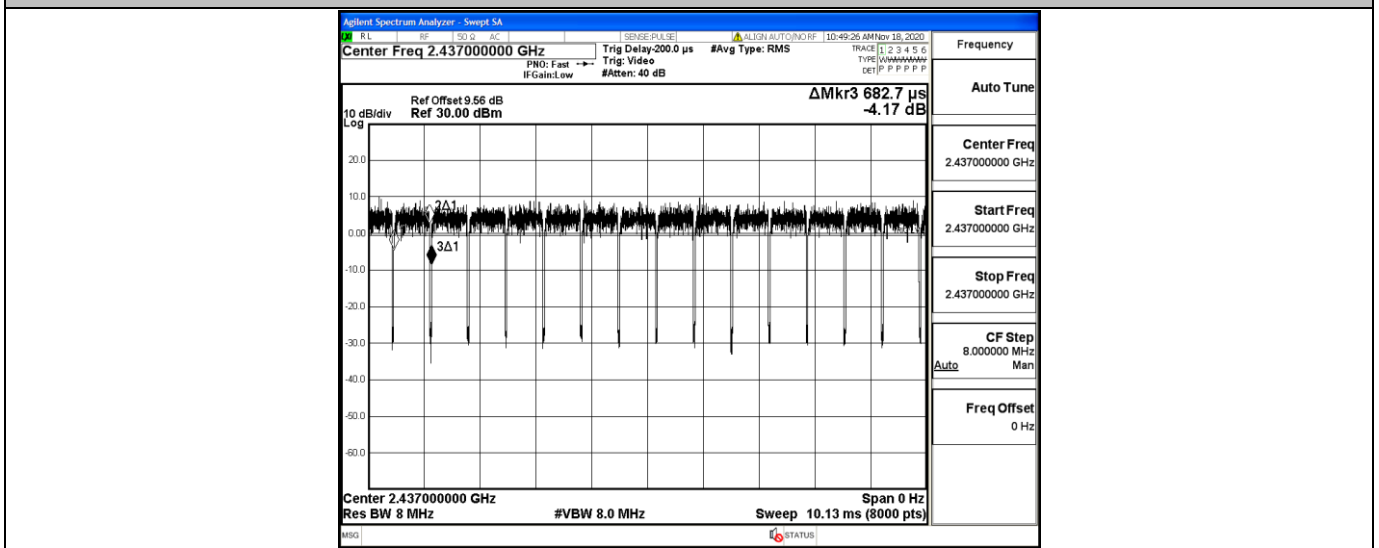 Agilent Spectrum Analyzer - Swept SA
RL RF 50 Ω AC SENSE:PULSE ALIGN AUTO/NO RF 10:49:26 AM Nov 18, 2020
Center Freq 2.437000000 GHz
PNO: Fast
IFGain:Low
Trig Delay-200.0 µs
Trig: Video
#Atten: 40 dB
#Avg Type: RMS
TRACE 1 2 3 4 5 6
TYPE
DET P P P P P P
ΔMkr3 682.7 µs
-4.17 dB
Ref Offset 9.56 dB
10 dB/div Ref 30.00 dBm
Log
20.0
10.0
2Δ1
0.00
3Δ1
-10.0
-20.0
-30.0
-40.0
-50.0
-60.0
Center 2.437000000 GHz Span 0 Hz
Res BW 8 MHz #VBW 8.0 MHz Sweep 10.13 ms (8000 pts)
MSG STATUS
Frequency
Auto Tune
Center Freq
2.437000000 GHz
Start Freq
2.437000000 GHz
Stop Freq
2.437000000 GHz
CF Step
8.000000 MHz
Auto Man
Freq Offset
0 Hz